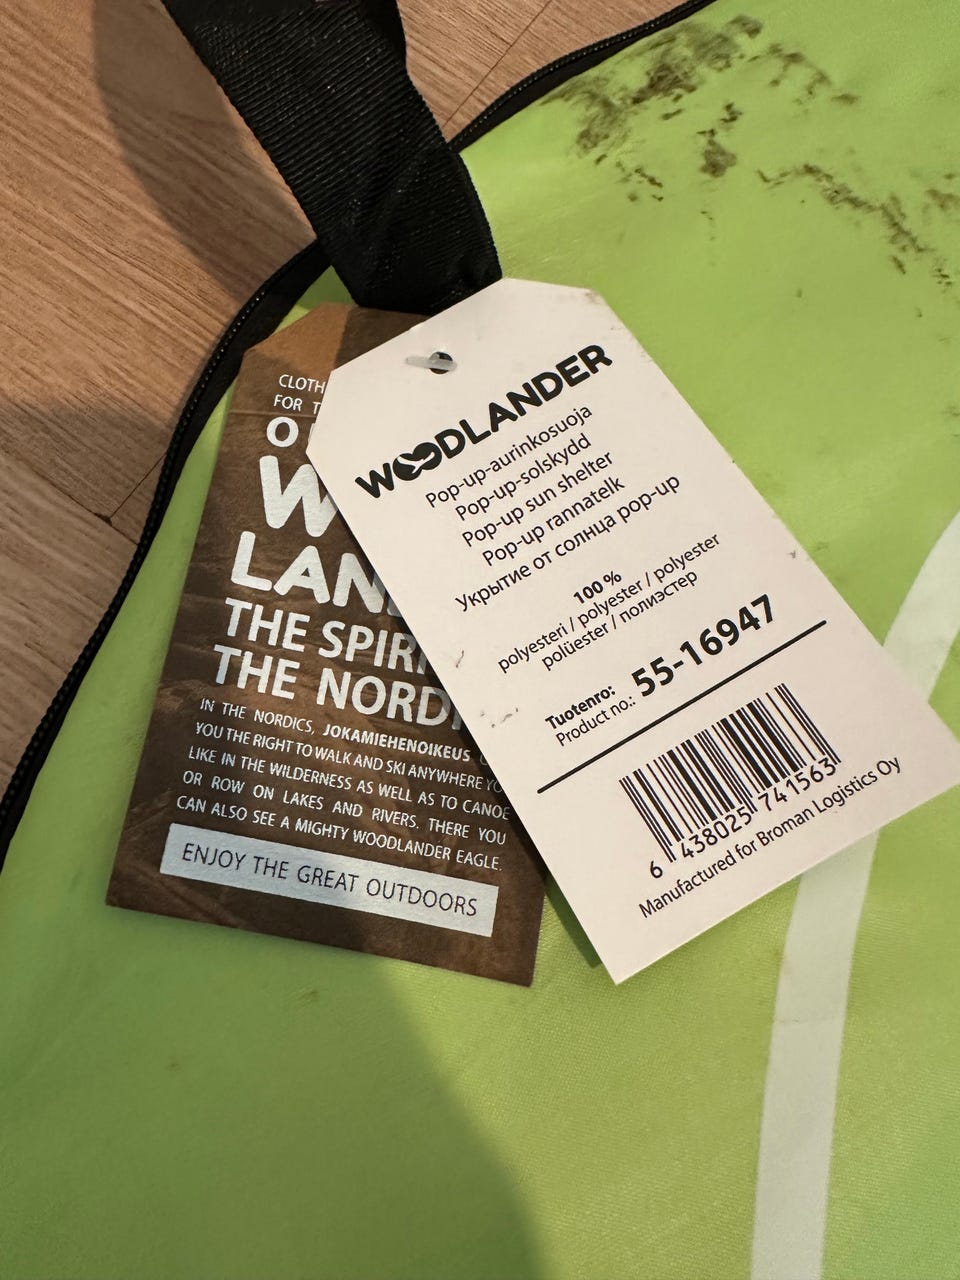 WOODLANDER
Pop-up-aurinkosuoja
Pop-up-solskydd
Pop-up sun shelter
Pop-up rannatelk
Укрытие от солнца pop-up
100 %
polyesteri / polyester / polyester
polüester / полиэстер
Tuotenro:
Product no.: 55-16947
6 438025 741563
Manufactured for Broman Logistics Oy
CLOTH
FOR
O
W
LAN
THE SPIRI
THE NORDI
IN THE NORDICS, JOKAMIEHENOIKEUS
YOU THE RIGHT TO WALK AND SKI ANYWHERE YO
LIKE IN THE WILDERNESS AS WELL AS TO CANOE
OR ROW ON LAKES AND RIVERS. THERE YOU
CAN ALSO SEE A MIGHTY WOODLANDER EAGLE.
ENJOY THE GREAT OUTDOORS